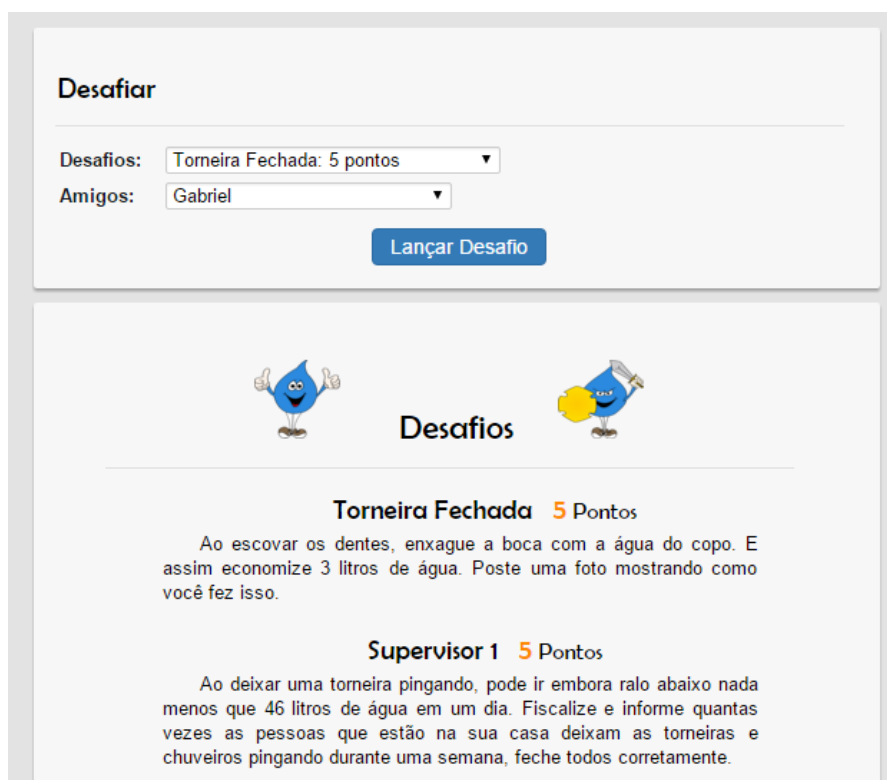 Desafiar
Desafios: Torneira Fechada: 5 pontos
Amigos: Gabriel
Lançar Desafio
Desafios
Torneira Fechada 5 Pontos
Ao escovar os dentes, enxague a boca com a água do copo. E
assim economize 3 litros de água. Poste uma foto mostrando como
você fez isso.
Supervisor 1 5 Pontos
Ao deixar uma torneira pingando, pode ir embora ralo abaixo nada
menos que 46 litros de água em um dia. Fiscalize e informe quantas
vezes as pessoas que estão na sua casa deixam as torneiras e
chuveiros pingando durante uma semana, feche todos corretamente.